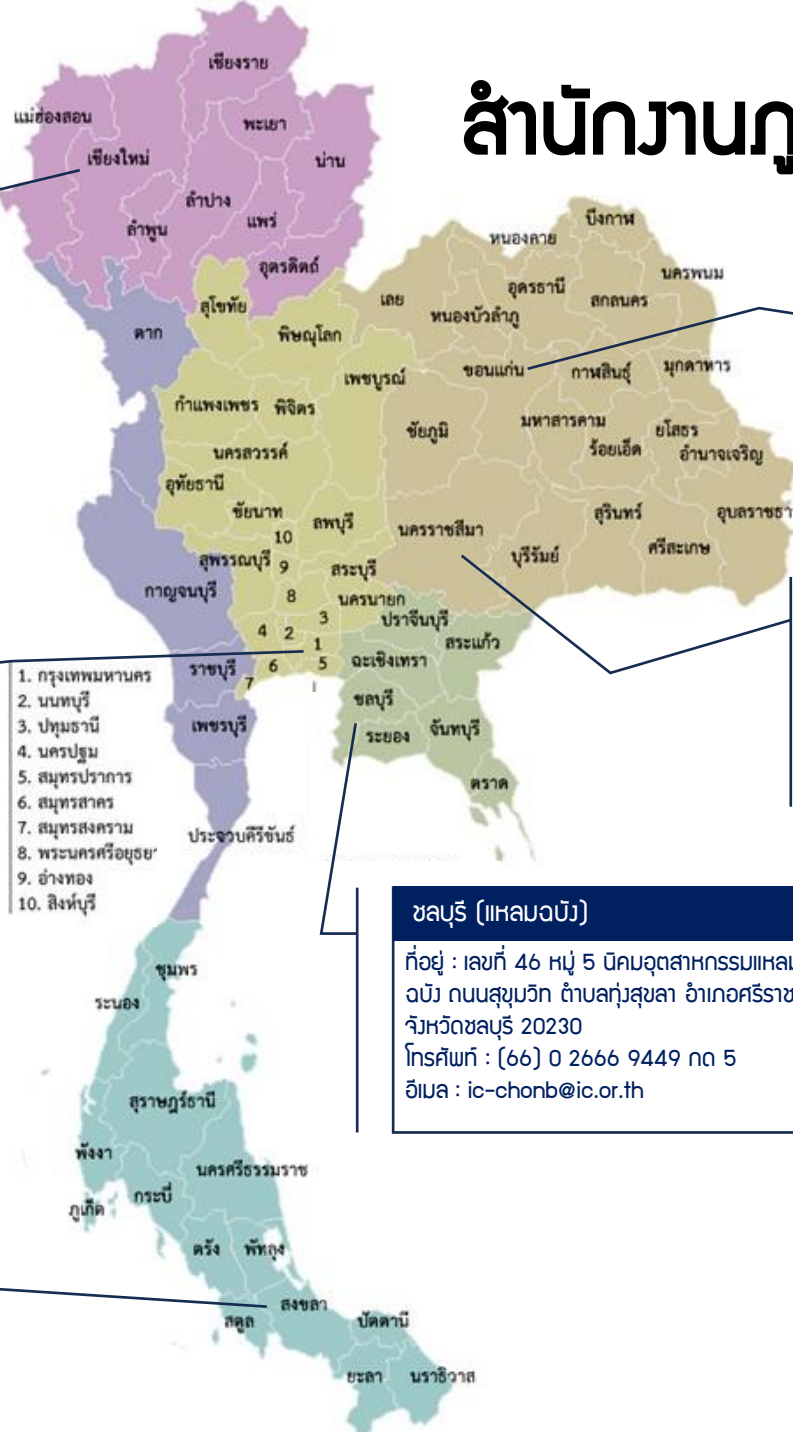 สำนักงานภู
เชียงราย
แม่ฮ่องสอน
พะเยา
เชียงใหม่
น่าน
ลำปาง
ลำพูน
แพร่
อุตรดิตถ์
บึงกาฬ
หนองคาย
นครพนม
อุดรธานี
เลย
สกลนคร
หนองบัวลำภู
สุโขทัย
ตาก
พิษณุโลก
เพชบูรณ์
ขอนแก่น
กาฬสินธุ์
มุกดาหาร
กำแพงเพชร
พิจิตร
ชัยภูมิ
มหาสารคาม
ยโสธร
ร้อยเอ็ด
อำนาจเจริญ
นครสวรรค์
อุทัยธานี
ชัยนาท
ลพบุรี
นครราชสีมา
สุรินทร์
อุบลราชธา
10
บุรีรัมย์
ศรีสะเกษ
สุพรรณบุรี
9
สระบุรี
กาญจนบุรี
8
นครนายก
3
ปราจีนบุรี
4
2
1
สระแก้ว
ราชบุรี
6
5
ฉะเชิงเทรา
7
ชลบุรี
เพชรบุรี
ระยอง
จันทบุรี
ตราด
ประจวบคีรีขันธ์
1. กรุงเทพมหานคร
2. นนทบุรี
3. ปทุมธานี
4. นครปฐม
5. สมุทรปราการ
6. สมุทรสาคร
7. สมุทรสงคราม
8. พระนครศรีอยุธยา
9. อ่างทอง
10. สิงห์บุรี
ชลบุรี (แหลมฉบัง)
ที่อยู่ : เลขที่ 46 หมู่ 5 นิคมอุตสาหกรรมแหลม
ฉบัง ถนนสุขุมวิท ตำบลทุ่งสุขลา อำเภอศรีราช
จังหวัดชลบุรี 20230
โทรศัพท์ : (66) 0 2666 9449 กด 5
อีเมล : ic-chonb@ic.or.th
ชุมพร
ระนอง
สุราษฎร์ธานี
พังงา
นครศรีธรรมราช
กระบี่
ภูเก็ต
ตรัง
พัทลุง
สงขลา
สตูล
ปัตตานี
ยะลา
นราธิวาส